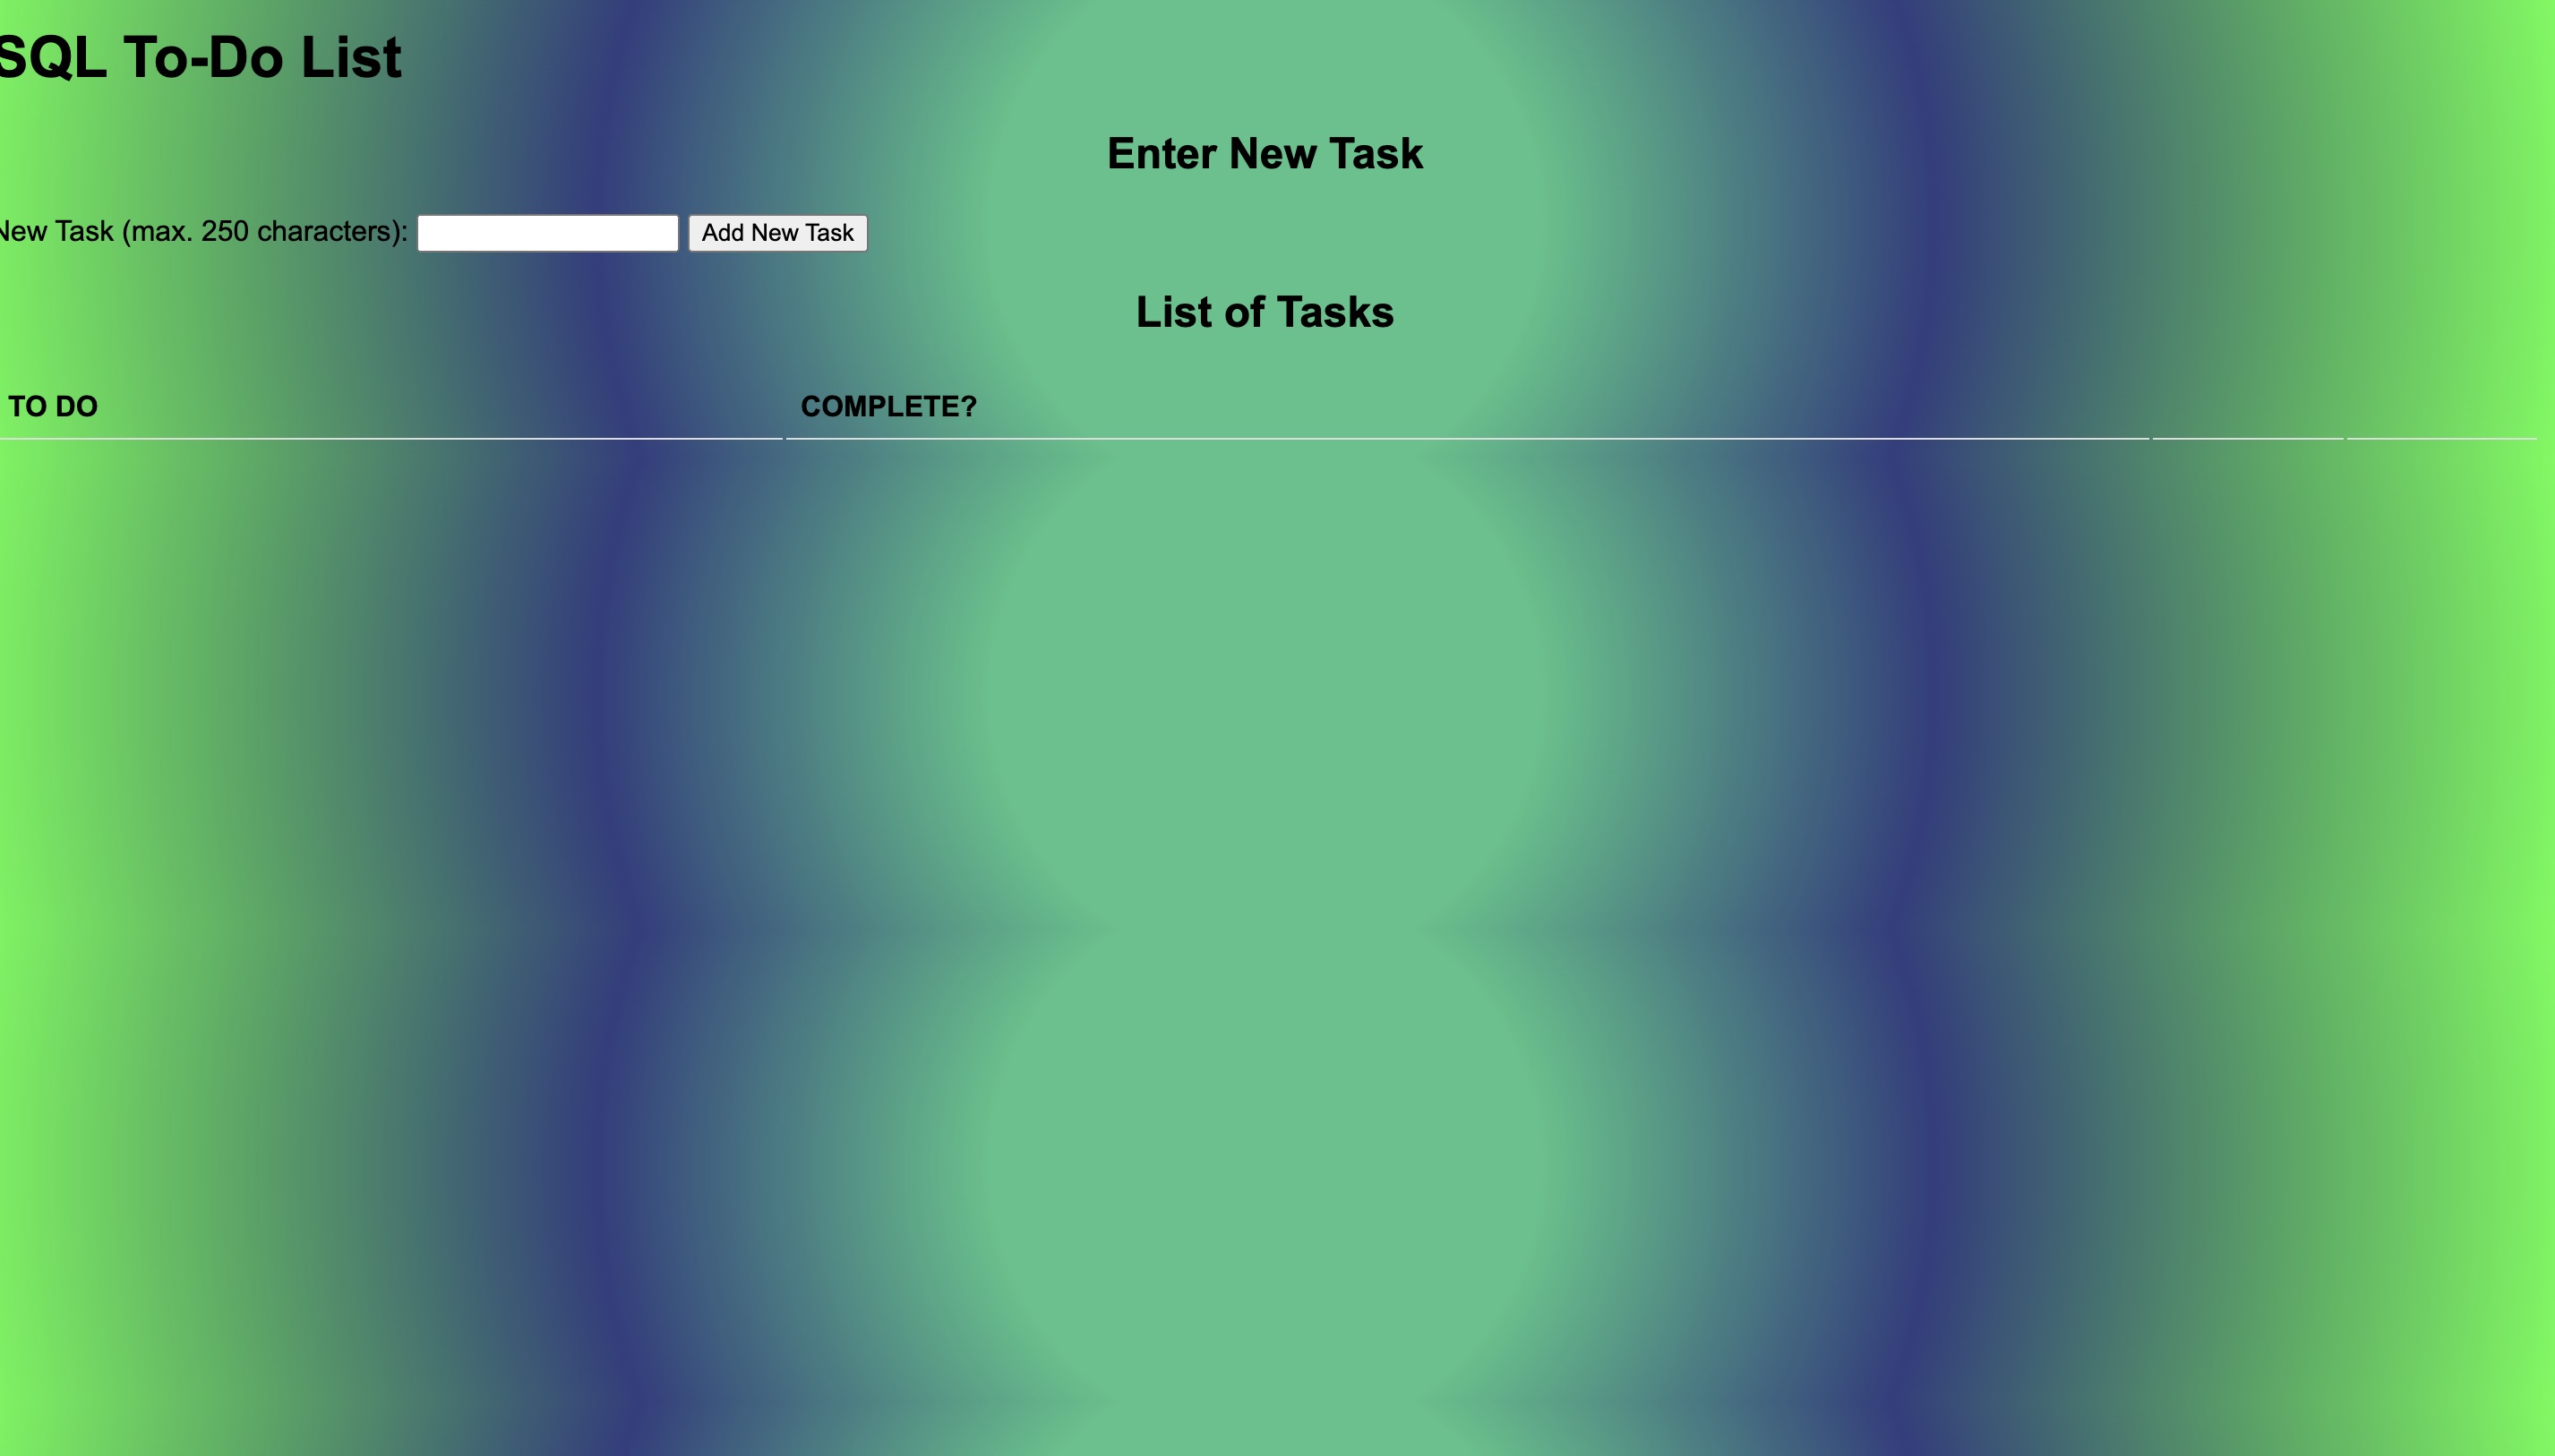 SQL To-Do List
Enter New Task
New Task (max. 250 characters):
Add New Task
List of Tasks
TO DO
COMPLETE?